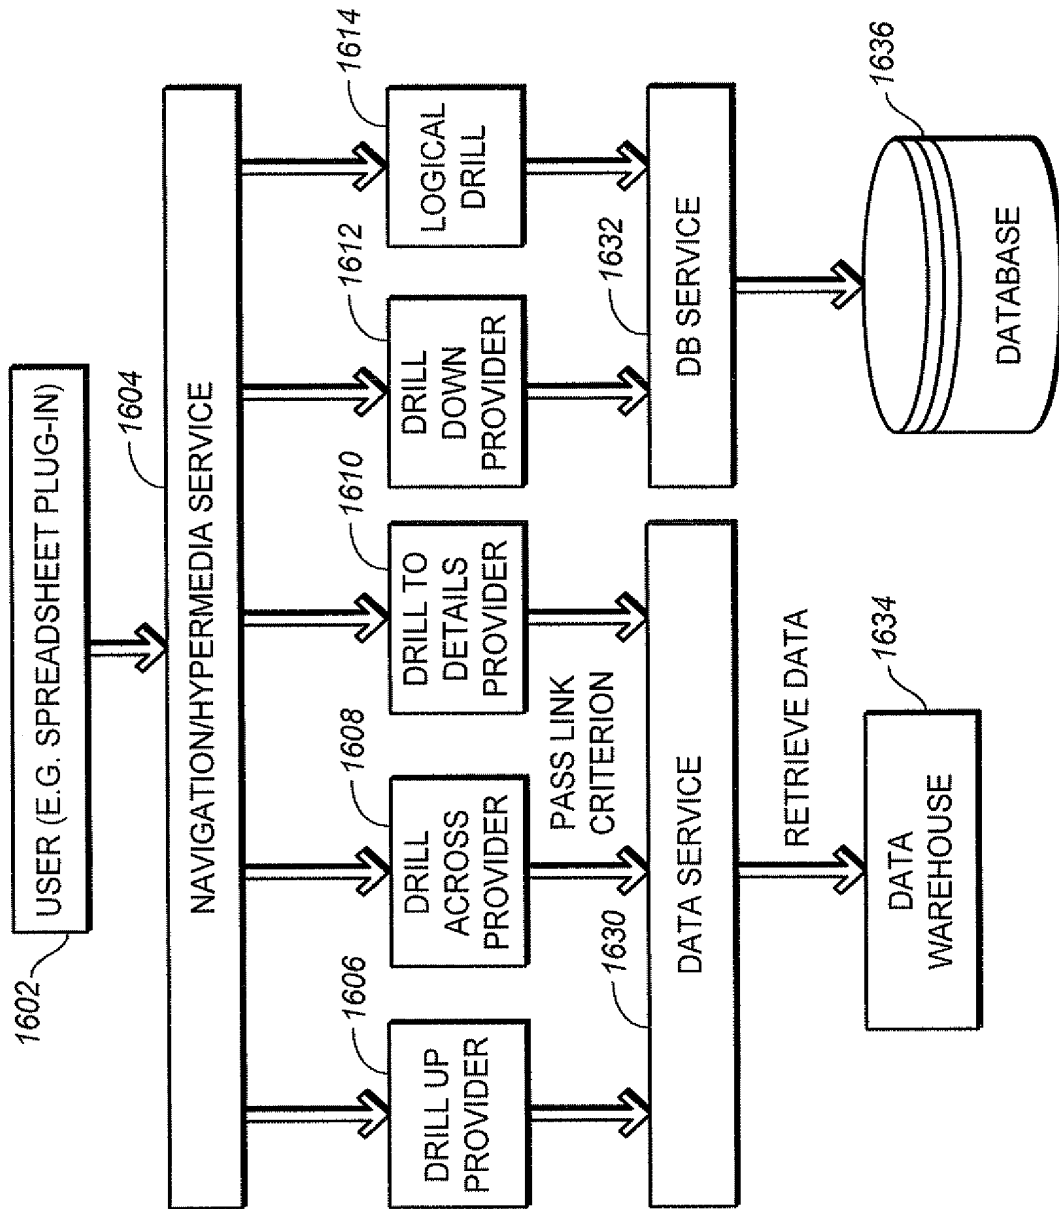 1602
USER (E.G. SPREADSHEET PLUG-IN)
1604
NAVIGATION/HYPERMEDIA SERVICE
1606
DRILL UP
PROVIDER
1608
DRILL
ACROSS
PROVIDER
1610
DRILL TO
DETAILS
PROVIDER
1612
DRILL
DOWN
PROVIDER
1614
LOGICAL
DRILL
PASS LINK
CRITERION
1630
DATA SERVICE
1632
DB SERVICE
RETRIEVE DATA
1634
DATA
WAREHOUSE
1636
DATABASE